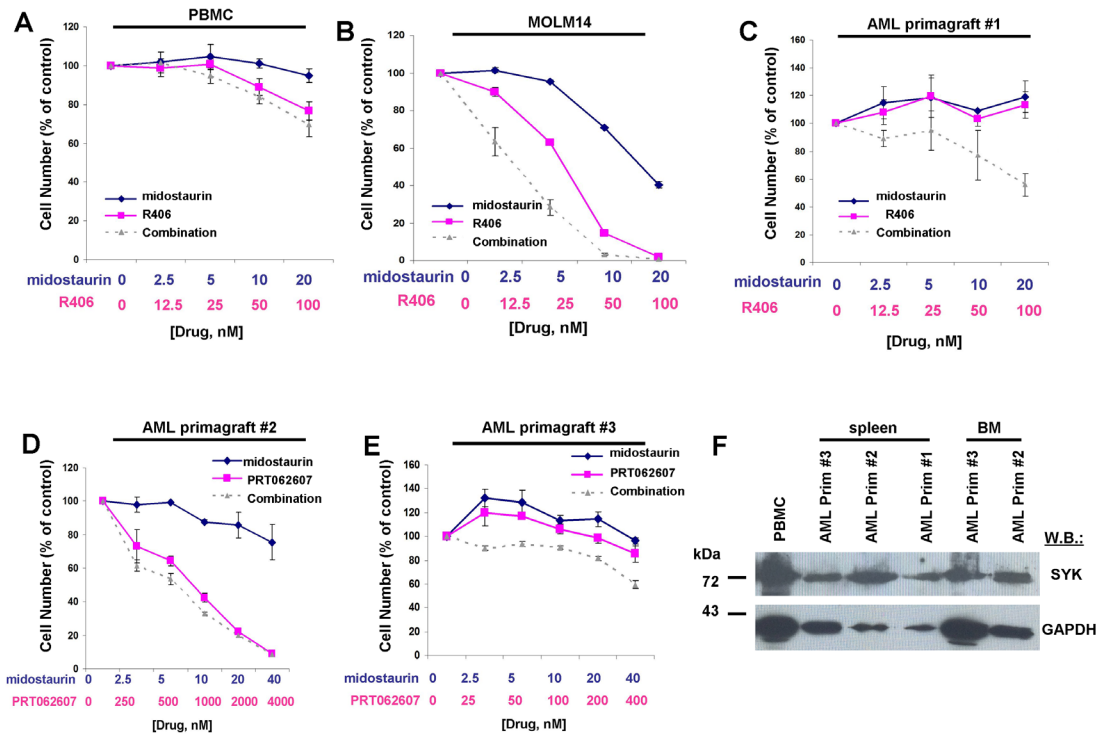 A
PBMC
Cell Number (% of control)
120
100
80
60
40
20
0
midostaurin
R406
Combination
midostaurin 0 2.5 5 10 20
R406 0 12.5 25 50 100
[Drug, nM]
B
MOLM14
Cell Number (% of control)
120
100
80
60
40
20
0
midostaurin
R406
Combination
midostaurin 0 2.5 5 10 20
R406 0 12.5 25 50 100
[Drug, nM]
C
AML primagraft #1
Cell Number (% of control)
160
140
120
100
80
60
40
20
0
midostaurin
R406
Combination
midostaurin 0 2.5 5 10 20
R406 0 12.5 25 50 100
[Drug, nM]
D
AML primagraft #2
Cell Number (% of control)
120
100
80
60
40
20
0
midostaurin
PRT062607
Combination
midostaurin 0 2.5 5 10 20 40
PRT062607 0 250 500 1000 2000 4000
[Drug, nM]
E
AML primagraft #3
Cell Number (% of control)
160
140
120
100
80
60
40
20
0
midostaurin
PRT062607
Combination
midostaurin 0 2.5 5 10 20 40
PRT062607 0 25 50 100 200 400
[Drug, nM]
F
spleen
BM
PBMC
AML Prim #3
AML Prim #2
AML Prim #1
AML Prim #3
AML Prim #2
W.B.:
kDa
72
43
SYK
GAPDH